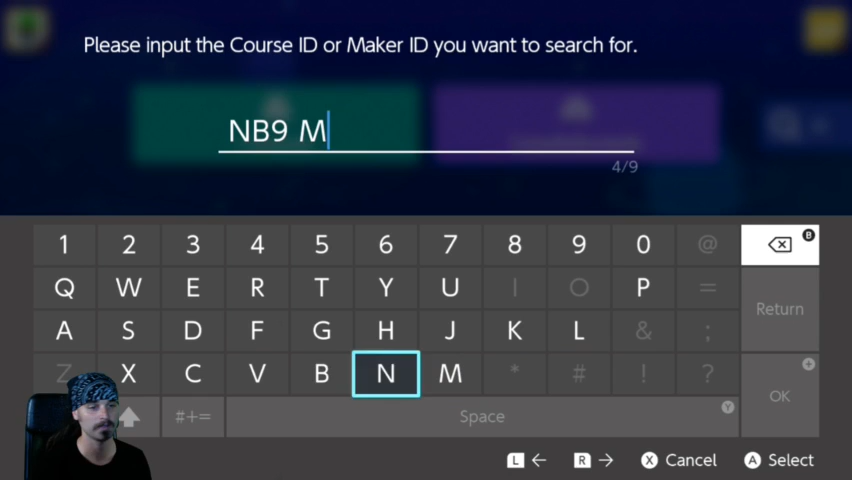 Please input the Course ID or Maker ID you want to search for.
NB9 M
4/9
1 2 3 4 5 6 7 8 9 0 @ B
Q W E R T Y U I O P = Return
A S D F G H J K L & ;
Z X C V B N M * # ! ? OK
#+= Space Y
L ← R → X Cancel A Select